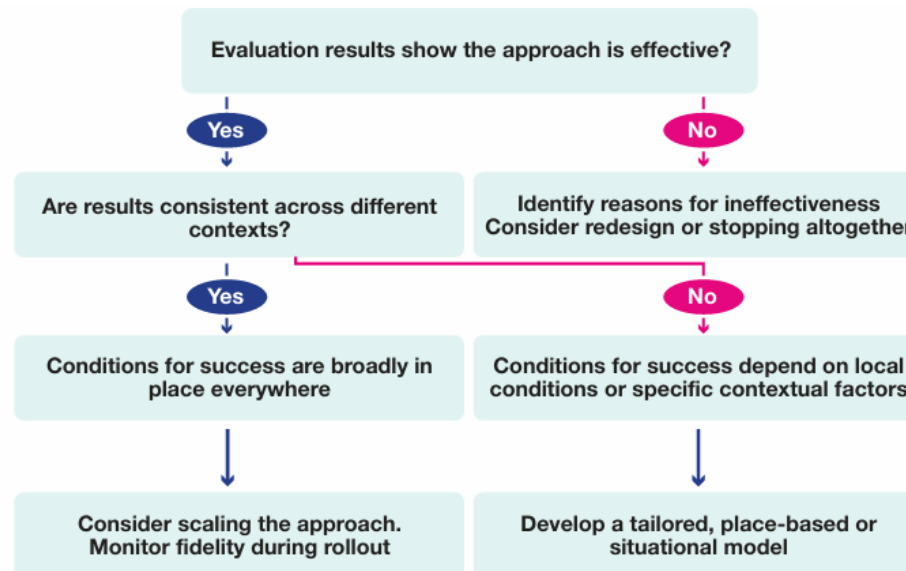 Evaluation results show the approach is effective?
Yes
No
Are results consistent across different
contexts?
Identify reasons for ineffectiveness
Consider redesign or stopping altogether
Yes
No
Conditions for success are broadly in
place everywhere
Conditions for success depend on local
conditions or specific contextual factors
Consider scaling the approach.
Monitor fidelity during rollout
Develop a tailored, place-based or
situational model